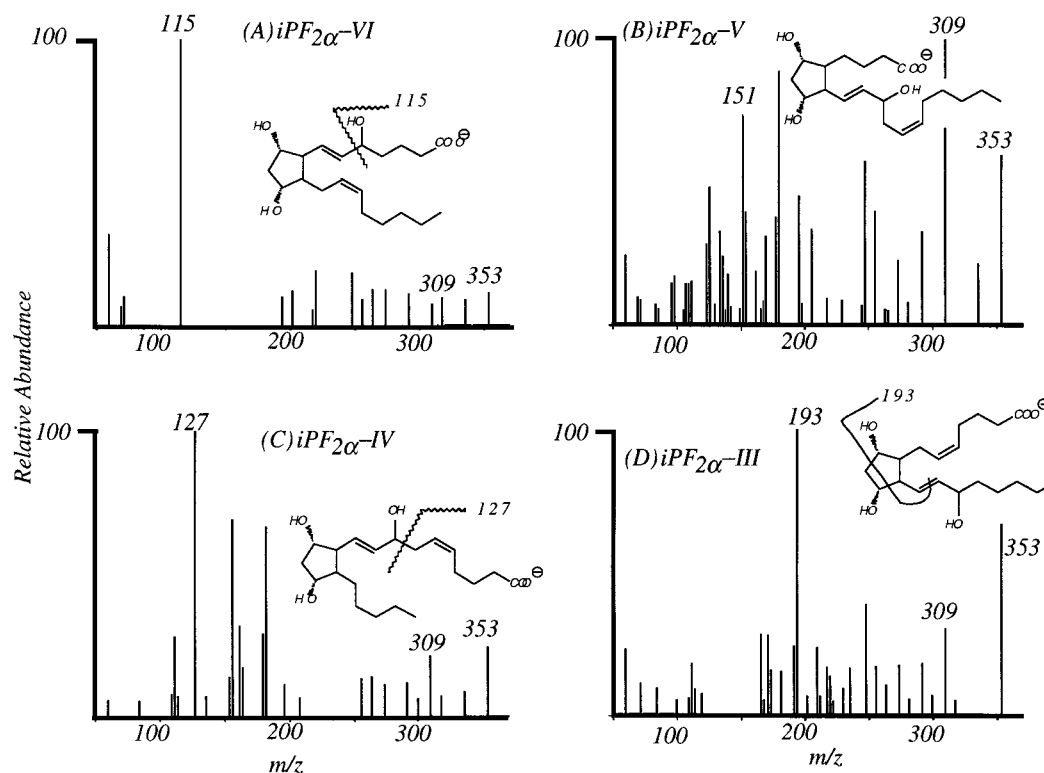 115
100
(A) iPF2α–VI
115
HO
HO
COO⊖
HO
309
353
100
200
300
309
100
(B) iPF2α–V
HO
COO⊖
151
OH
HO
353
100
200
300
Relative Abundance
127
100
(C) iPF2α–IV
127
OH
HO
COO⊖
HO
309
353
100
200
300
m/z
193
193
100
HO
COO⊖
(D) iPF2α–III
HO
HO
353
309
100
200
300
m/z